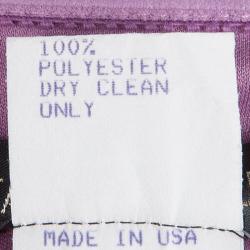 100%
POLYESTER
DRY CLEAN
ONLY
MADE IN USA